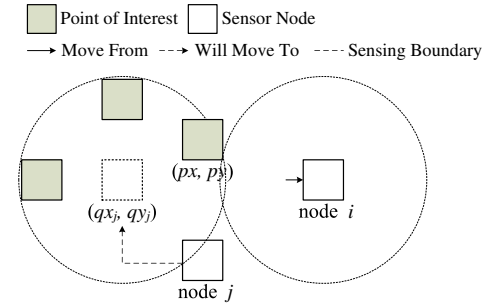 Point of Interest Sensor Node
Move From Will Move To Sensing Boundary
(px, py)
(qxj, qyj)
node i
node j